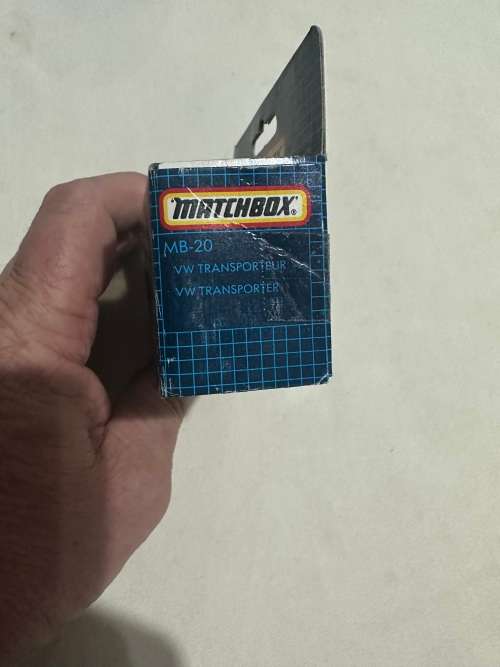 "MATCHBOX"®
MB-20
VW TRANSPORTEUR
VW TRANSPORTER